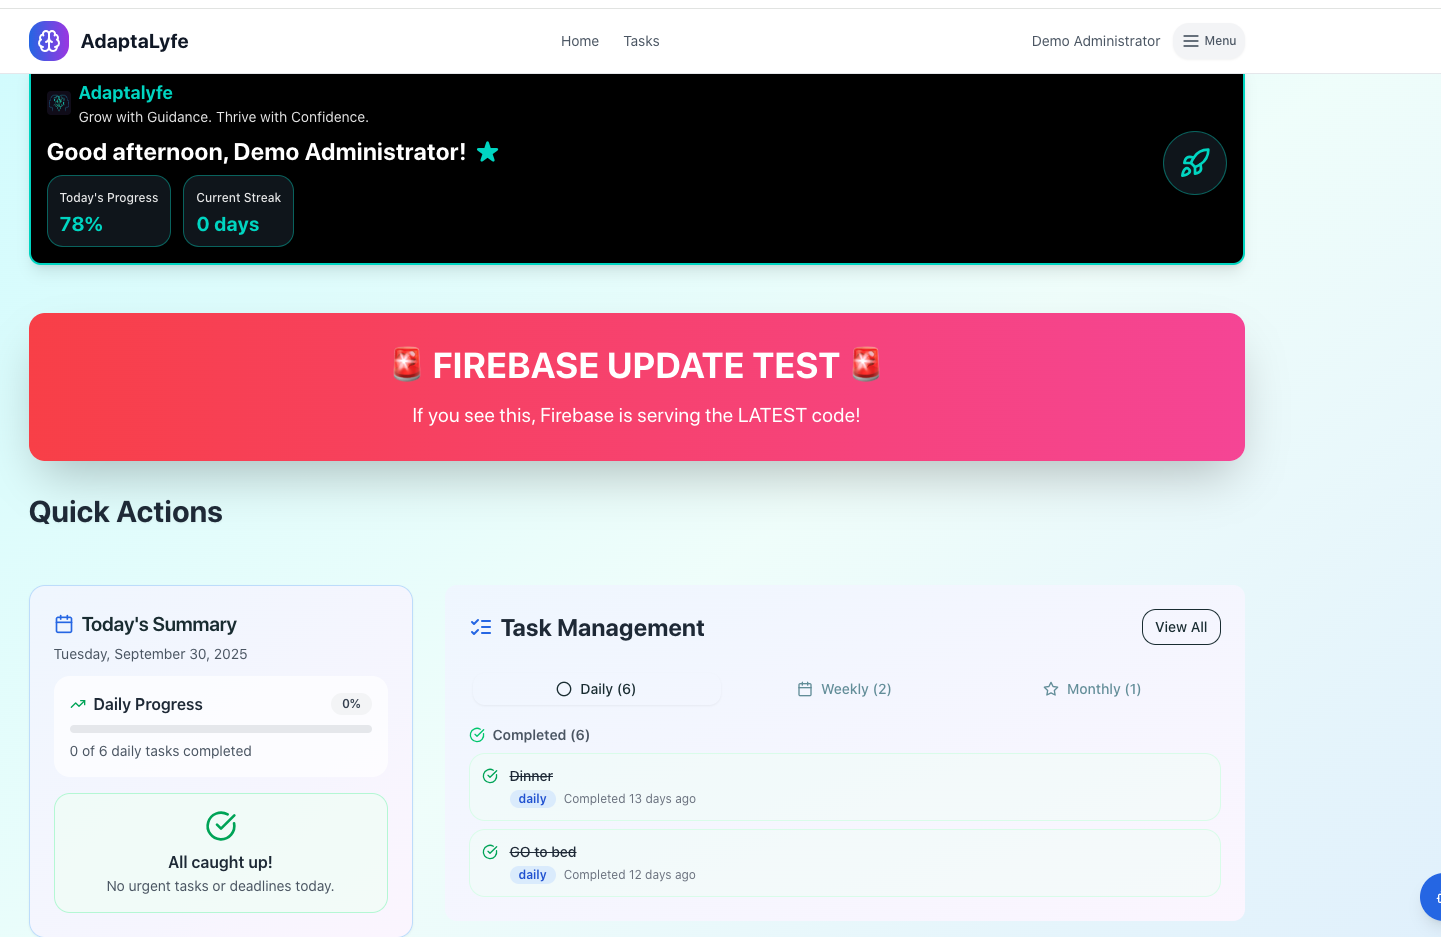 AdaptaLyfe
Home
Tasks
Demo Administrator
Menu
Adaptalyfe
Grow with Guidance. Thrive with Confidence.
Good afternoon, Demo Administrator!
Today's Progress
78%
Current Streak
0 days
🚨 FIREBASE UPDATE TEST 🚨
If you see this, Firebase is serving the LATEST code!
Quick Actions
Today's Summary
Tuesday, September 30, 2025
Daily Progress
0%
0 of 6 daily tasks completed
All caught up!
No urgent tasks or deadlines today.
Task Management
View All
Daily (6)
Weekly (2)
Monthly (1)
Completed (6)
Dinner
daily
Completed 13 days ago
GO to bed
daily
Completed 12 days ago